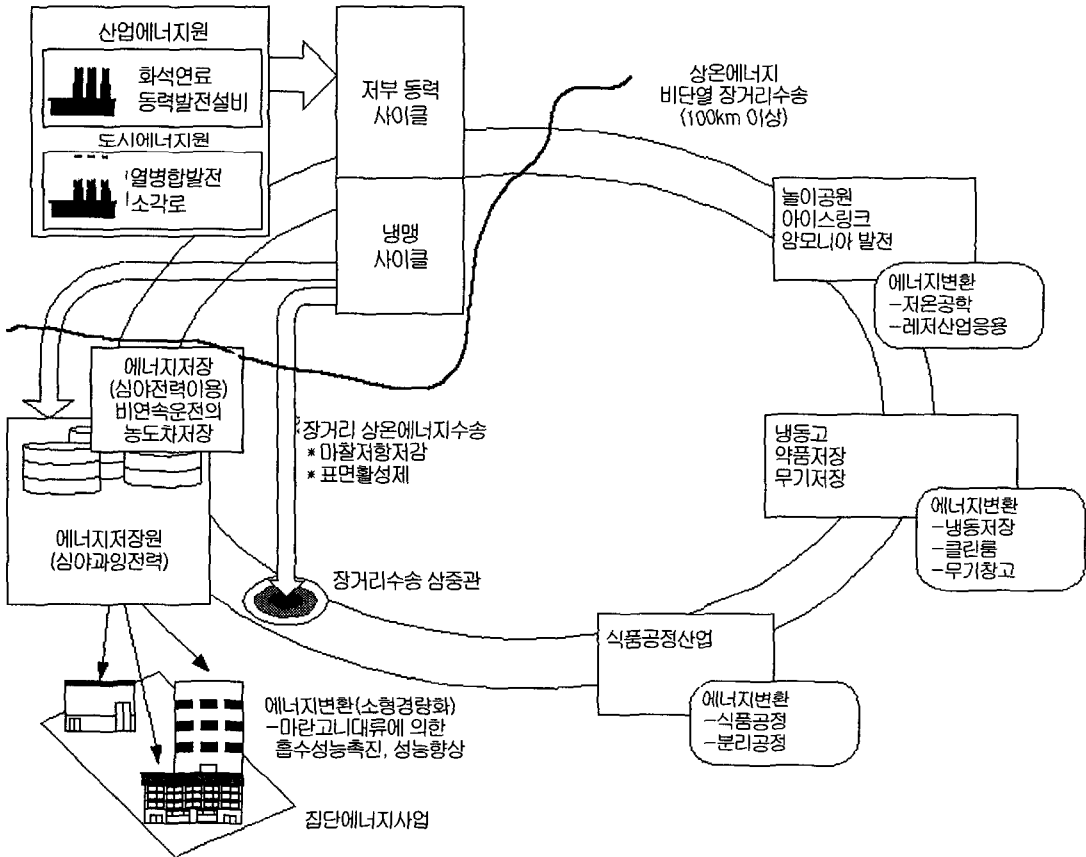 산업에너지원
화석연료
동력발전설비
도시에너지원
열병합발전
소각로
저부 동력
사이클
냉맹
사이클
상온에너지
비단열 장거리수송
(100km 이상)
놀이공원
아이스링크
암모니아 발전
에너지변환
-저온공학
-레저산업응용
에너지저장
(심야전력이용)
비연속운전의
농도차저장
장거리 상온에너지수송
* 마찰저항저감
* 표면활성제
냉동고
약품저장
무기저장
에너지변환
-냉동저장
-클린룸
-무기창고
에너지저장원
(심야과잉전력)
장거리수송 삼중관
식품공정산업
에너지변환
-식품공정
-분리공정
에너지변환(소형경량화)
-마란고니대류에 의한
흡수성능촉진, 성능향상
집단에너지사업